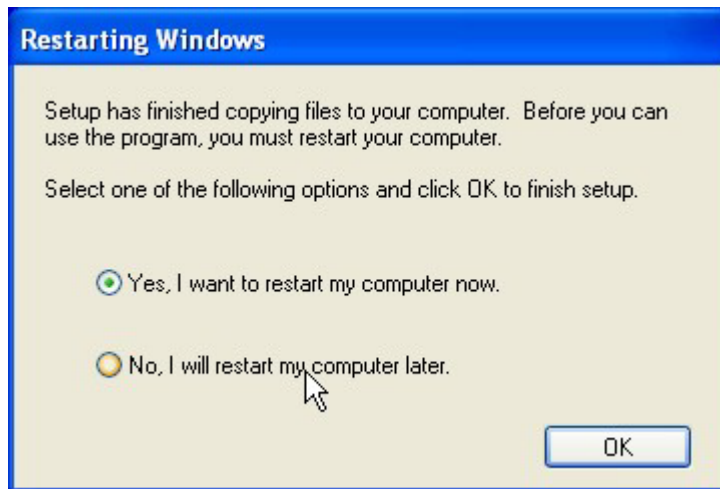 Restarting Windows
Setup has finished copying files to your computer.  Before you can
use the program, you must restart your computer.
Select one of the following options and click OK to finish setup.
Yes, I want to restart my computer now.
No, I will restart my computer later.
OK